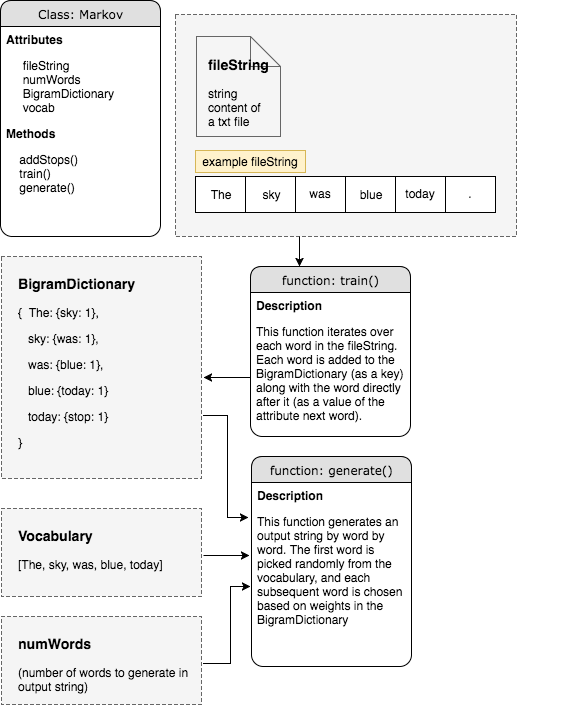 Class: Markov
Attributes
fileString
numWords
BigramDictionary
vocab
Methods
addStops()
train()
generate()
fileString
string
content of
a txt file
example fileString
The sky was blue today .
BigramDictionary
{ The: {sky: 1},
sky: {was: 1},
was: {blue: 1},
blue: {today: 1}
today: {stop: 1}
}
function: train()
Description
This function iterates over
each word in the fileString.
Each word is added to the
BigramDictionary (as a key)
along with the word directly
after it (as a value of the
attribute next word).
function: generate()
Description
This function generates an
output string by word by
word. The first word is
picked randomly from the
vocabulary, and each
subsequent word is chosen
based on weights in the
BigramDictionary
Vocabulary
[The, sky, was, blue, today]
numWords
(number of words to generate in
output string)